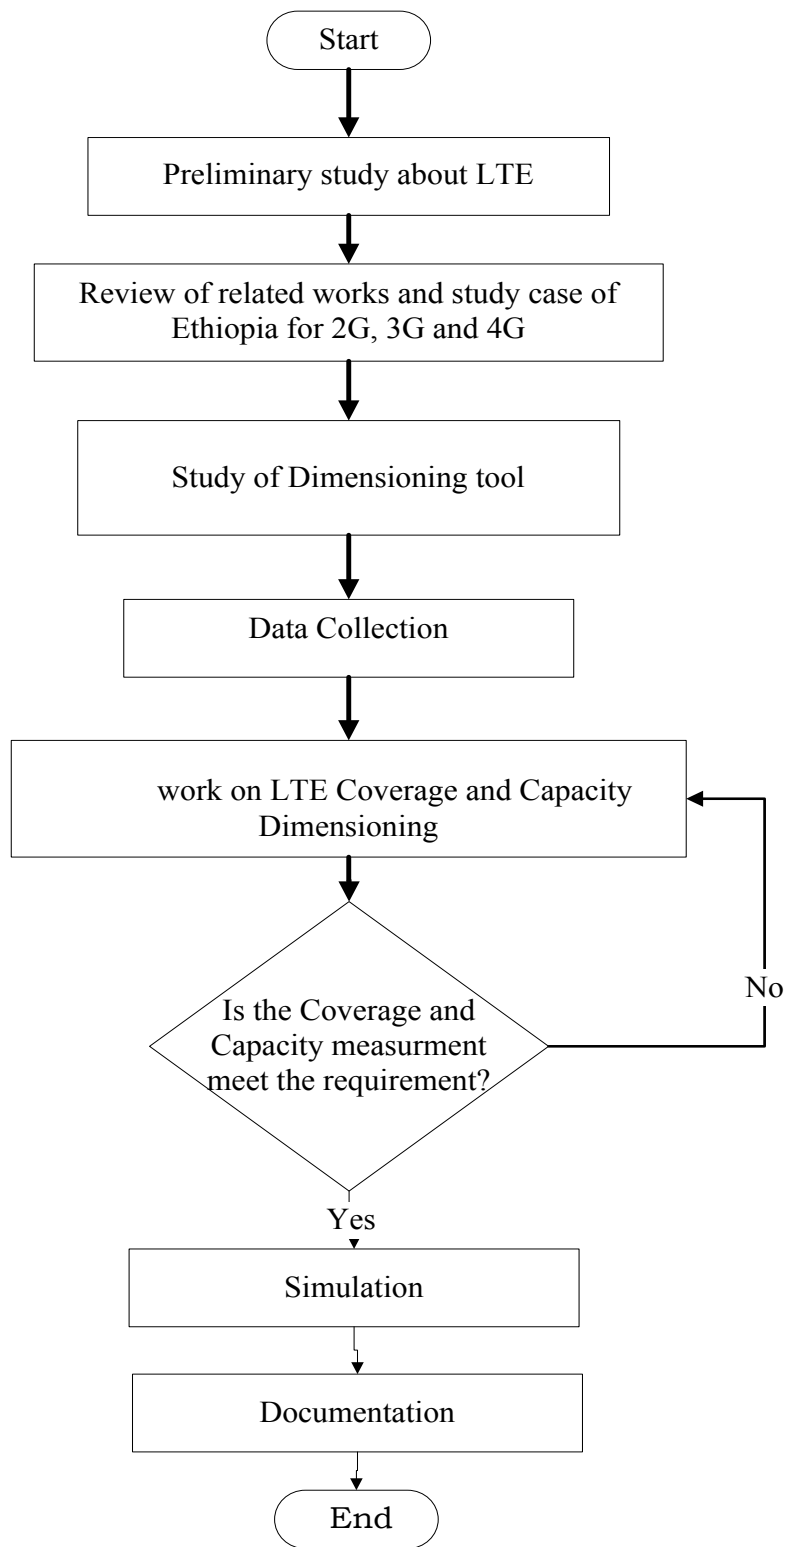 Start
Preliminary study about LTE
Review of related works and study case of
Ethiopia for 2G, 3G and 4G
Study of Dimensioning tool
Data Collection
work on LTE Coverage and Capacity
Dimensioning
Is the Coverage and
Capacity measurment
meet the requirement?
No
Yes
Simulation
Documentation
End